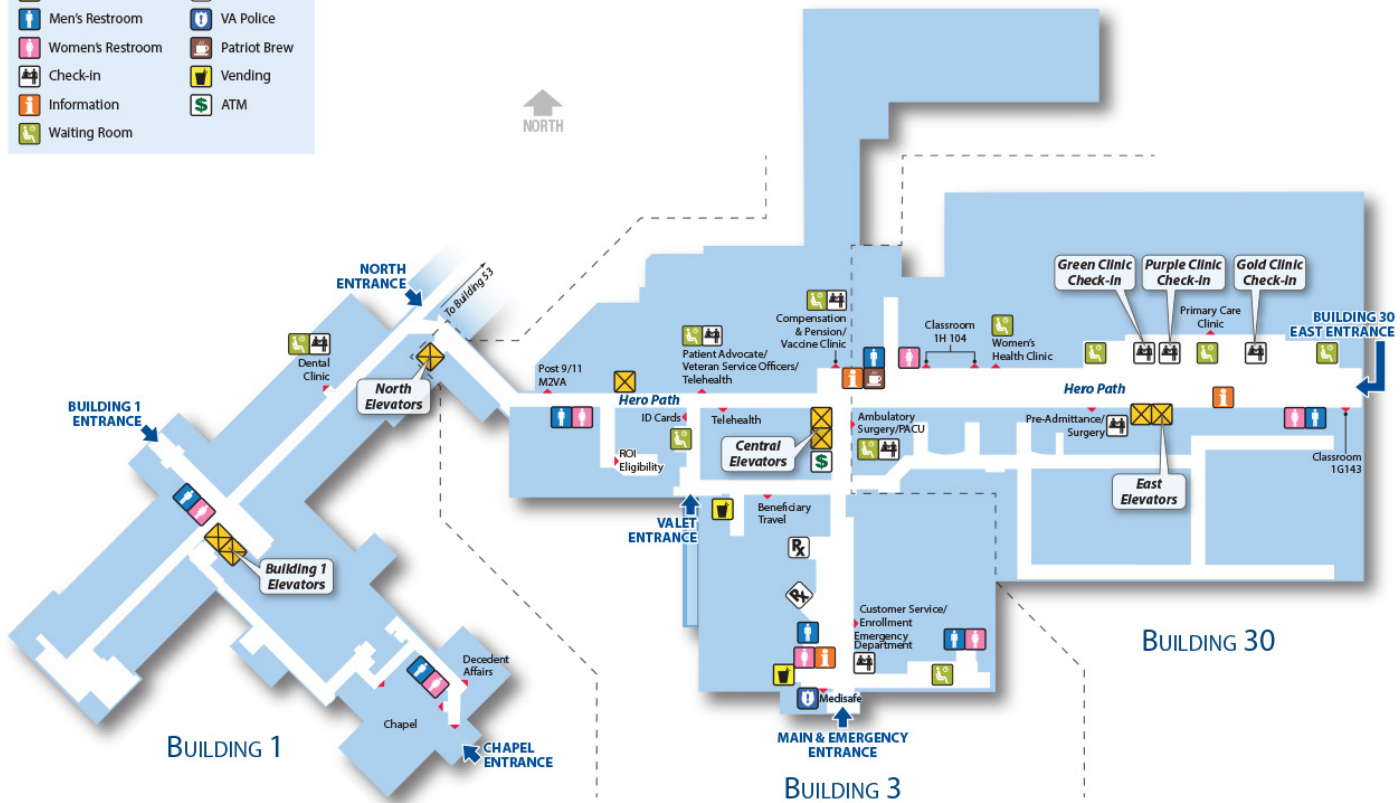 Men's Restroom
VA Police
Women's Restroom
Patriot Brew
Check-in
Vending
Information
$
ATM
Waiting Room
NORTH
NORTH
ENTRANCE
To Building 53
Dental
Clinic
North
Elevators
BUILDING 1
ENTRANCE
Building 1
Elevators
Decedent
Affairs
Chapel
CHAPEL
ENTRANCE
BUILDING 1
Post 9/11
M2VA
Hero Path
Patient Advocate/
Veteran Service Officers/
Telehealth
ID Cards
Telehealth
ROI
Eligibility
Central
Elevators
$
Compensation
& Pension/
Vaccine Clinic
Classroom
1H 104
Women's
Health Clinic
Ambulatory
Surgery/PACU
VALET
ENTRANCE
Beneficiary
Travel
Rx
Rx
Customer Service/
Enrollment
Emergency
Department
Medisafe
MAIN & EMERGENCY
ENTRANCE
BUILDING 3
Green Clinic
Check-In
Purple Clinic
Check-in
Gold Clinic
Check-in
Primary Care
Clinic
BUILDING 30
EAST ENTRANCE
Hero Path
Pre-Admittance/
Surgery
East
Elevators
Classroom
1G143
BUILDING 30